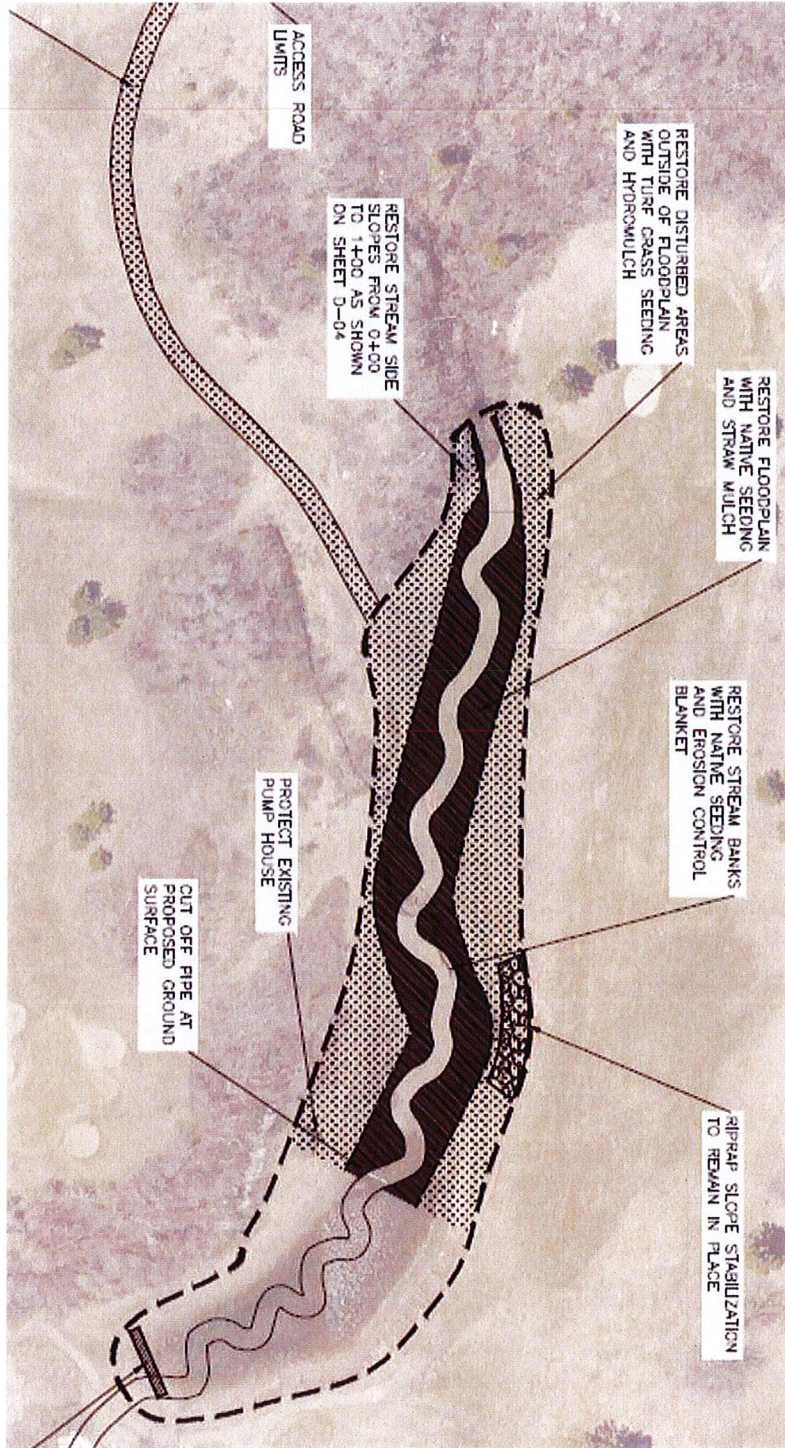 ACCESS ROAD
LIMITS
RESTORE DISTURBED AREAS
OUTSIDE OF FLOODPLAIN
WITH TURF GRASS SEEDING
AND HYDROMULCH
RESTORE STREAM SIDE
SLOPES FROM 0+00
TO 1+00 AS SHOWN
ON SHEET D-04
RESTORE FLOODPLAIN
WITH NATIVE SEEDING
AND STRAW MULCH
RESTORE STREAM BANKS
WITH NATIVE SEEDING
AND EROSION CONTROL
BLANKET
PROTECT EXISTING
PUMP HOUSE
CUT OFF PIPE AT
PROPOSED GROUND
SURFACE
RIPRAP SLOPE STABILIZATION
TO REMAIN IN PLACE